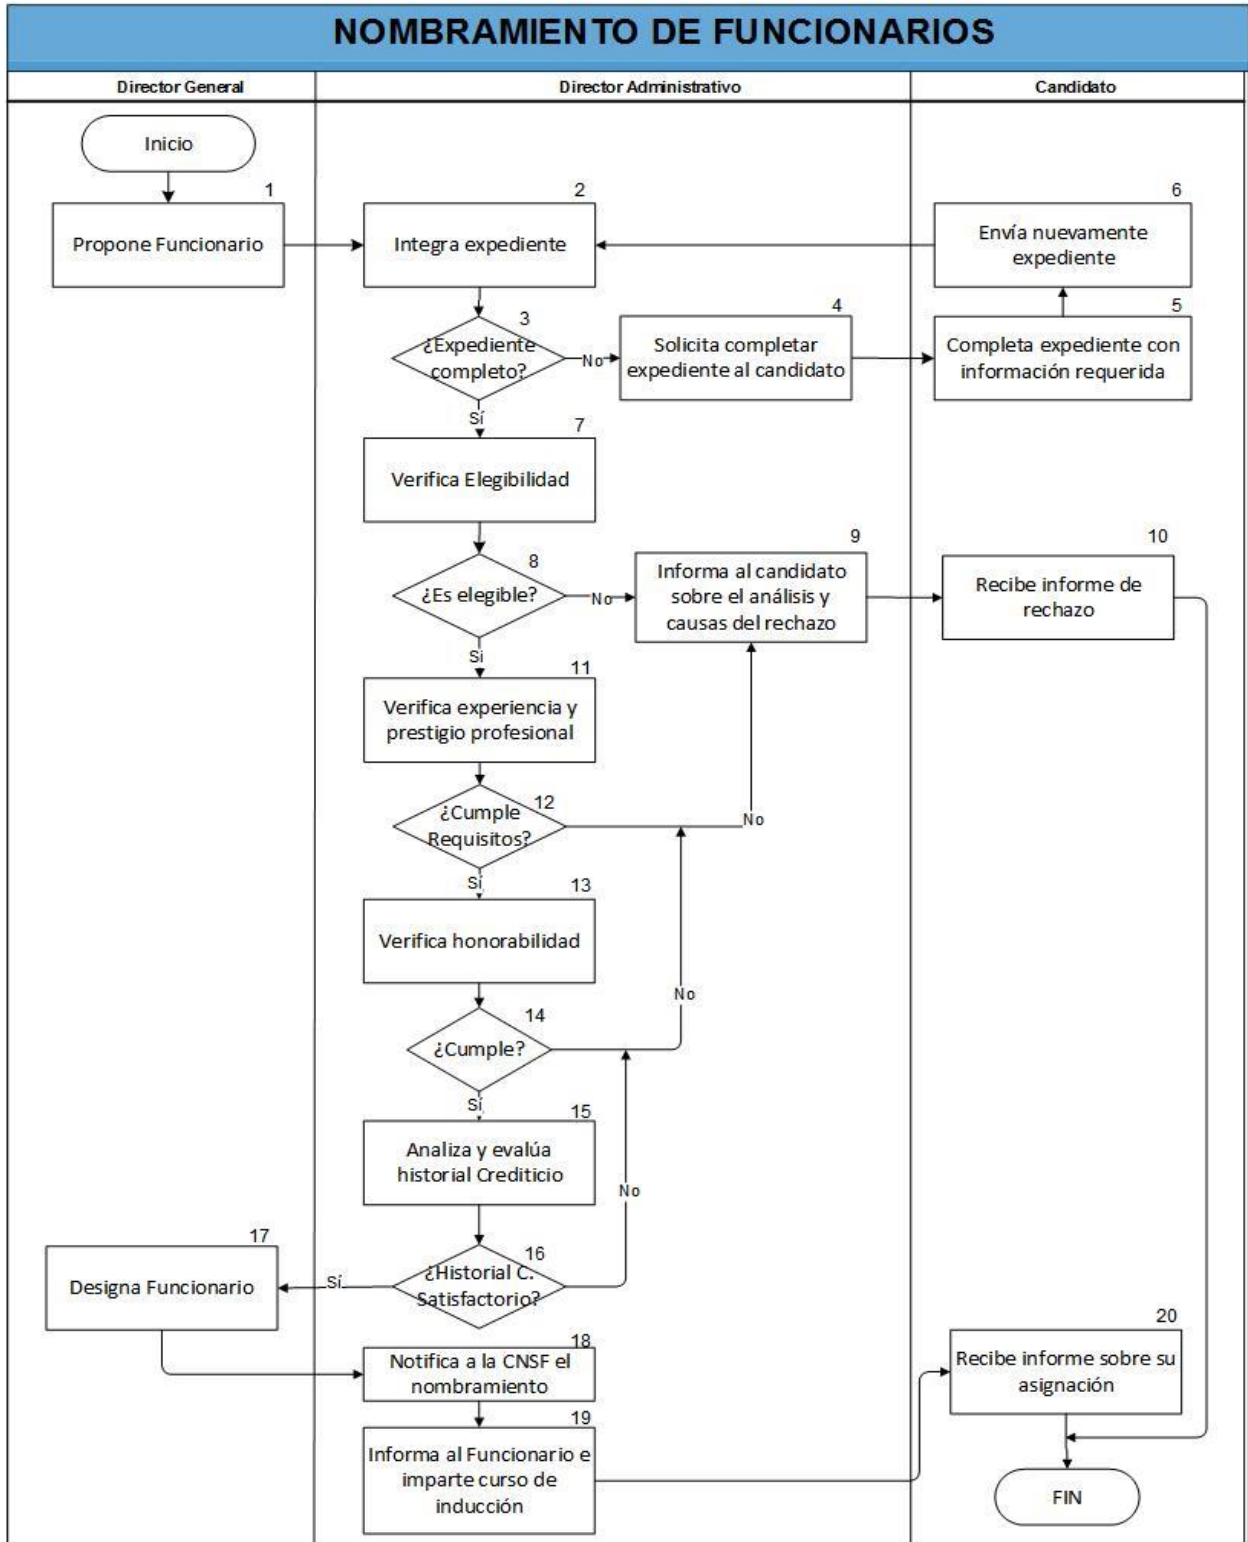 NOMBRAMIENTO DE FUNCIONARIOS
Director General
Director Administrativo
Candidato
Inicio
1
Propone Funcionario
2
Integra expediente
6
Envía nuevamente
expediente
3
¿Expediente
completo?
No
4
Solicita completar
expediente al candidato
5
Completa expediente con
información requerida
Sí
7
Verifica Elegibilidad
8
¿Es elegible?
No
9
Informa al candidato
sobre el análisis y
causas del rechazo
10
Recibe informe de
rechazo
Si
11
Verifica experiencia y
prestigio profesional
12
¿Cumple
Requisitos?
No
Sí
13
Verifica honorabilidad
No
14
¿Cumple?
Sí
15
Analiza y evalúa
historial Crediticio
No
16
¿Historial C.
Satisfactorio?
Sí
17
Designa Funcionario
18
Notifica a la CNSF el
nombramiento
19
Informa al Funcionario e
imparte curso de
inducción
20
Recibe informe sobre su
asignación
FIN